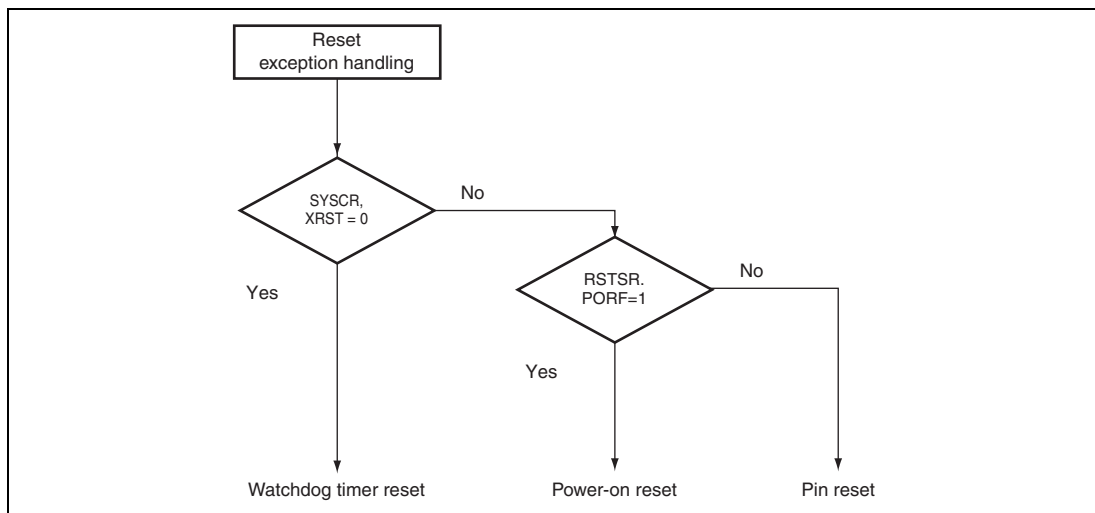 Reset
exception handling
SYSCR,
XRST = 0
No
Yes
RSTSR.
PORF=1
No
Yes
Watchdog timer reset
Power-on reset
Pin reset